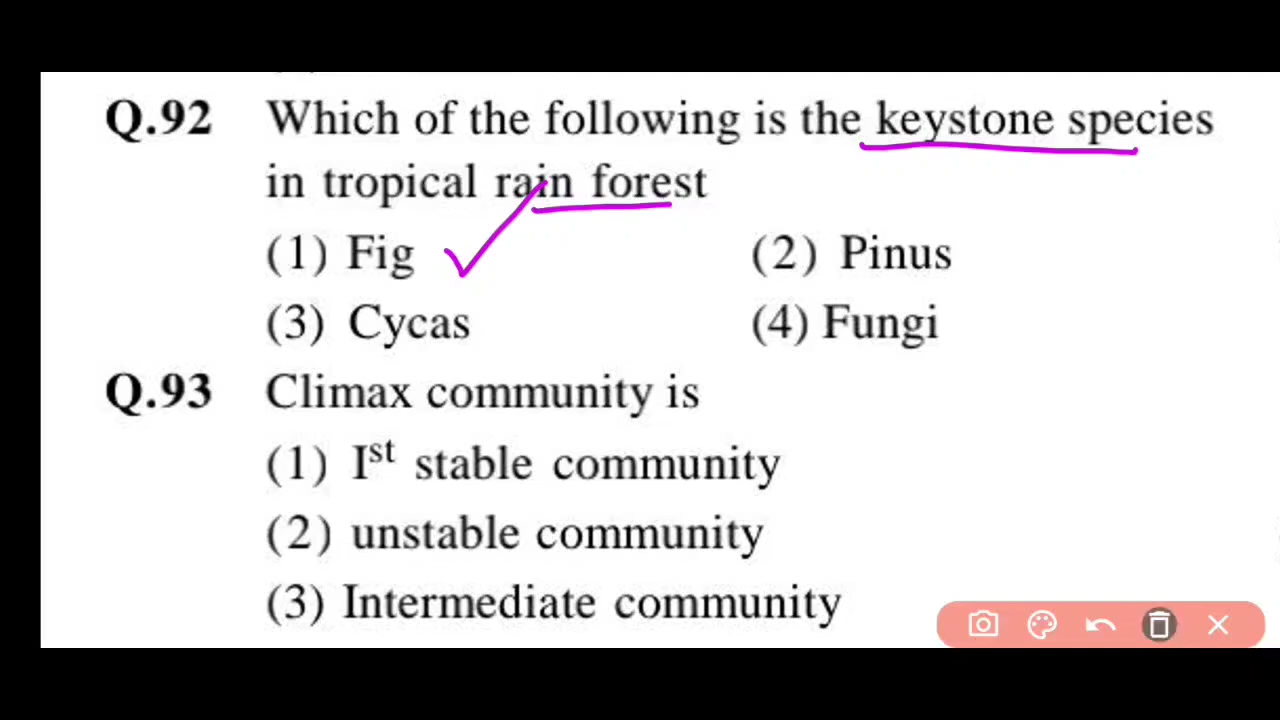 Q.92 Which of the following is the keystone species
in tropical rain forest
(1) Fig (2) Pinus
(3) Cycas (4) Fungi
Q.93 Climax community is
(1) Ist stable community
(2) unstable community
(3) Intermediate community